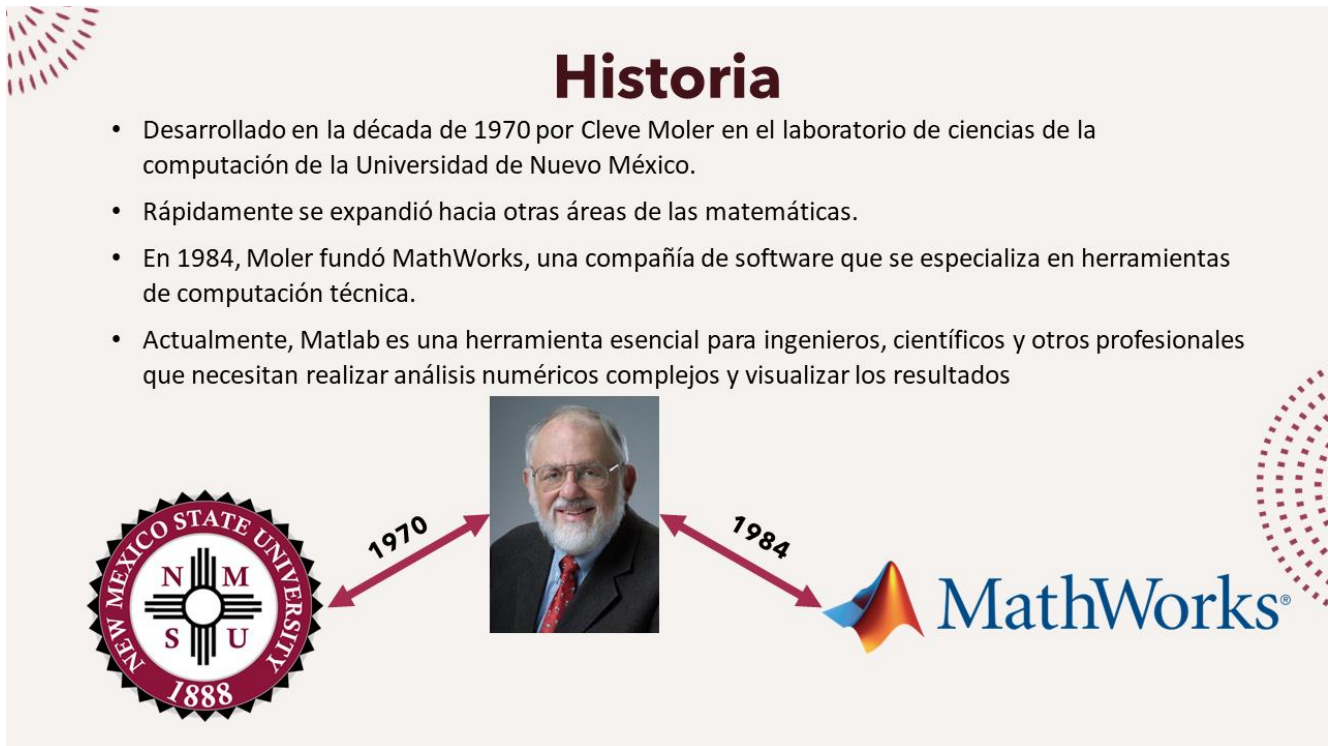 Historia
• Desarrollado en la década de 1970 por Cleve Moler en el laboratorio de ciencias de la
computación de la Universidad de Nuevo México.
• Rápidamente se expandió hacia otras áreas de las matemáticas.
• En 1984, Moler fundó MathWorks, una compañía de software que se especializa en herramientas
de computación técnica.
• Actualmente, Matlab es una herramienta esencial para ingenieros, científicos y otros profesionales
que necesitan realizar análisis numéricos complejos y visualizar los resultados
NEW MEXICO STATE UNIVERSITY
N M
S U
1888
1970
1984
MathWorks®